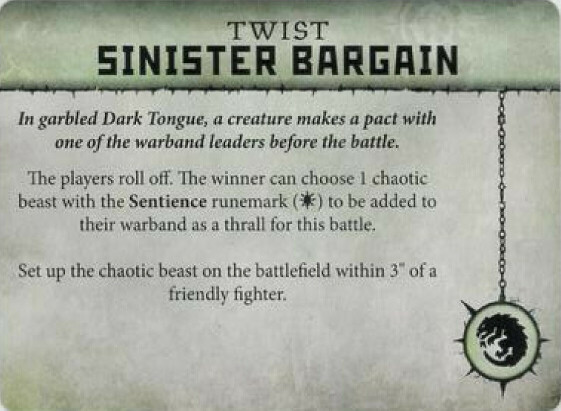 TWIST
SINISTER BARGAIN
In garbled Dark Tongue, a creature makes a pact with
one of the warband leaders before the battle.
The players roll off. The winner can choose 1 chaotic
beast with the Sentience runemark (☀) to be added to
their warband as a thrall for this battle.
Set up the chaotic beast on the battlefield within 3" of a
friendly fighter.